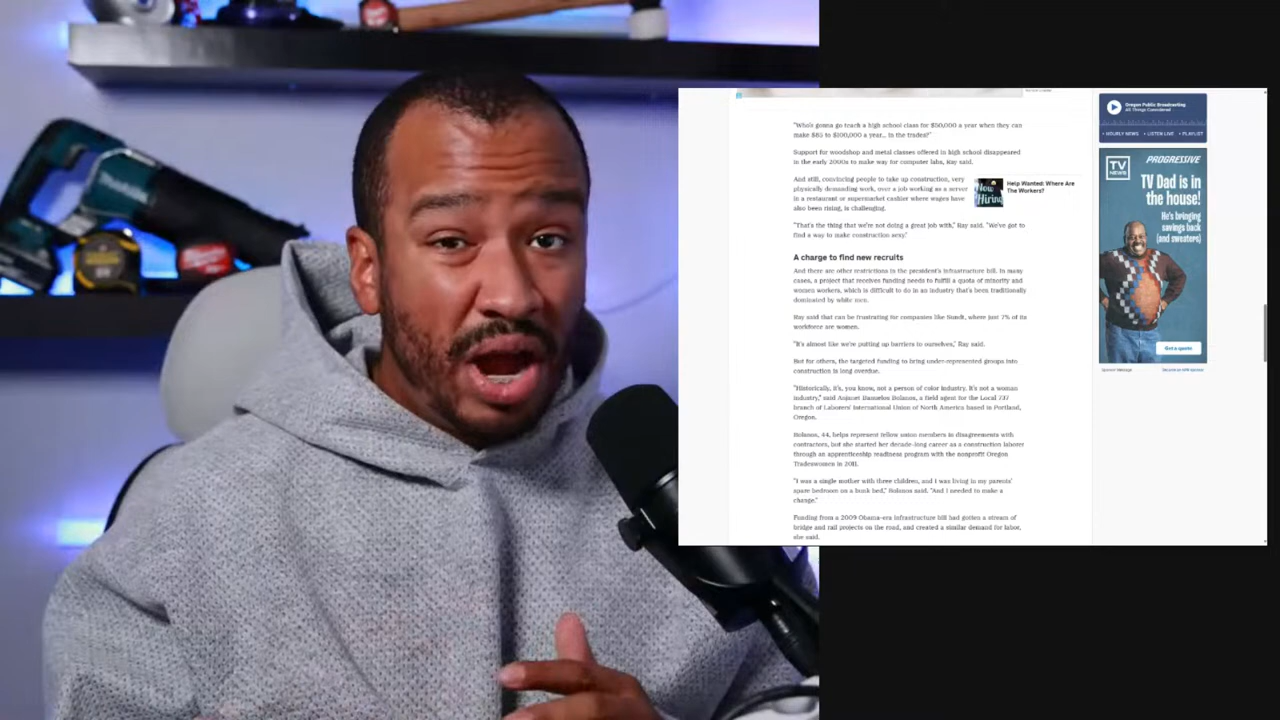 "Who's gonna go teach a high school class for $50,000 a year when they can
make $85 to $100,000 a year... in the trades?"
Support for woodshop and metal classes offered in high school disappeared
in the early 2000s to make way for computer labs, Ray said.
And still, convincing people to take up construction, very
physically demanding work, over a job working as a server
in a restaurant or supermarket cashier where wages have
also been rising, is challenging.
Now
Hiring
Help Wanted: Where Are
The Workers?
"That's the thing that we're not doing a great job with," Ray said. "We've got to
find a way to make construction sexy."
A charge to find new recruits
And there are other restrictions in the president's infrastructure bill. In many
cases, a project that receives funding needs to fulfill a quota of minority and
women workers, which is difficult to do in an industry that's been traditionally
dominated by white men.
Ray said that can be frustrating for companies like Sundt, where just 7% of its
workforce are women.
"It's almost like we're putting up barriers to ourselves," Ray said.
But for others, the targeted funding to bring under-represented groups into
construction is long overdue.
"Historically, it's, you know, not a person of color industry. It's not a woman
industry," said Bolanos, a field agent for the Local 737
branch of Laborers' International Union of North America based in Portland,
Oregon.
Bolanos, 44, helps represent fellow union members in disagreements with
contractors, but she started her decade-long career as a construction laborer
through an apprenticeship readiness program with the nonprofit Oregon
Tradeswomen in 2011.
"I was a single mother with three children, and I was living in my parents'
spare bedroom on a bunk bed," Bolanos said. "And I needed to make a
change."
Funding from a 2009 Obama-era infrastructure bill had gotten a stream of
bridge and rail projects on the road, and created a similar demand for labor,
she said.
Oregon Public Broadcasting
All Things Considered
• HOURLY NEWS • LISTEN LIVE • PLAYLIST
TV
NEWS
PROGRESSIVE
TV Dad is in
the house!
He's bringing
savings back
(and sweaters)
Get a quote
Sponsor Message
Become an NPR sponsor